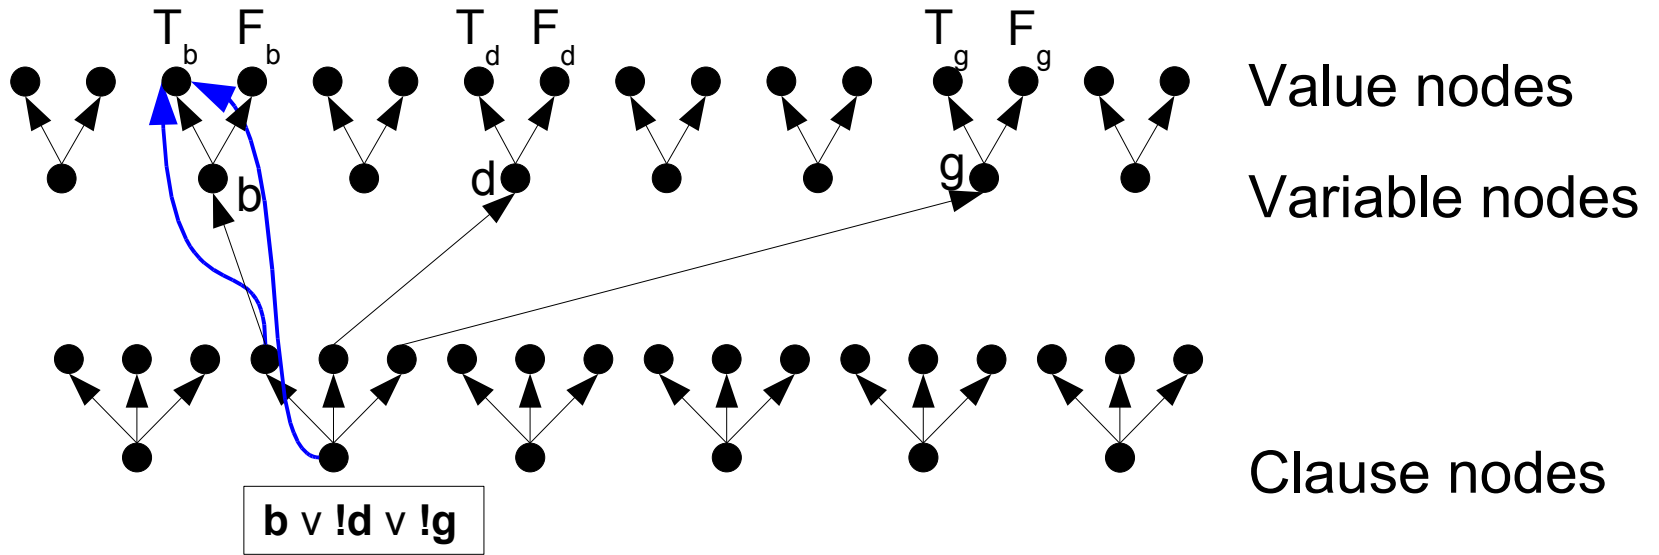 T_b F_b T_d F_d T_g F_g
Value nodes
b d g
Variable nodes
Clause nodes
b v !d v !g